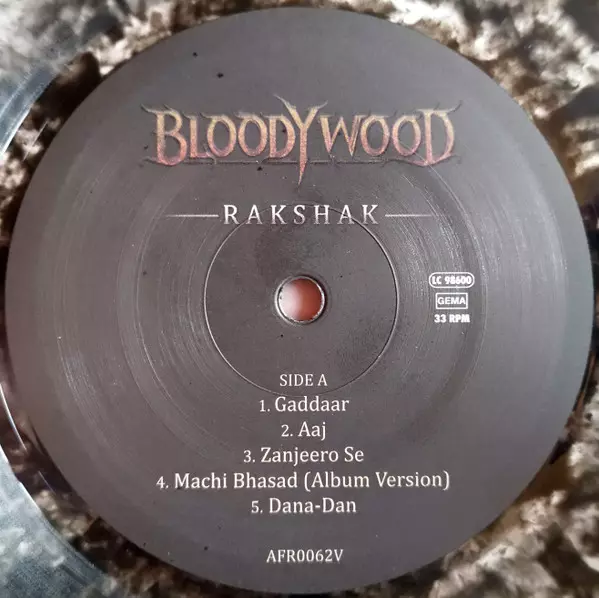 BLOODYWOOD
RAKSHAK
LC 98600
GEMA
33 RPM
SIDE A
1. Gaddaar
2. Aaj
3. Zanjeero Se
4. Machi Bhasad (Album Version)
5. Dana-Dan
AFR0062V